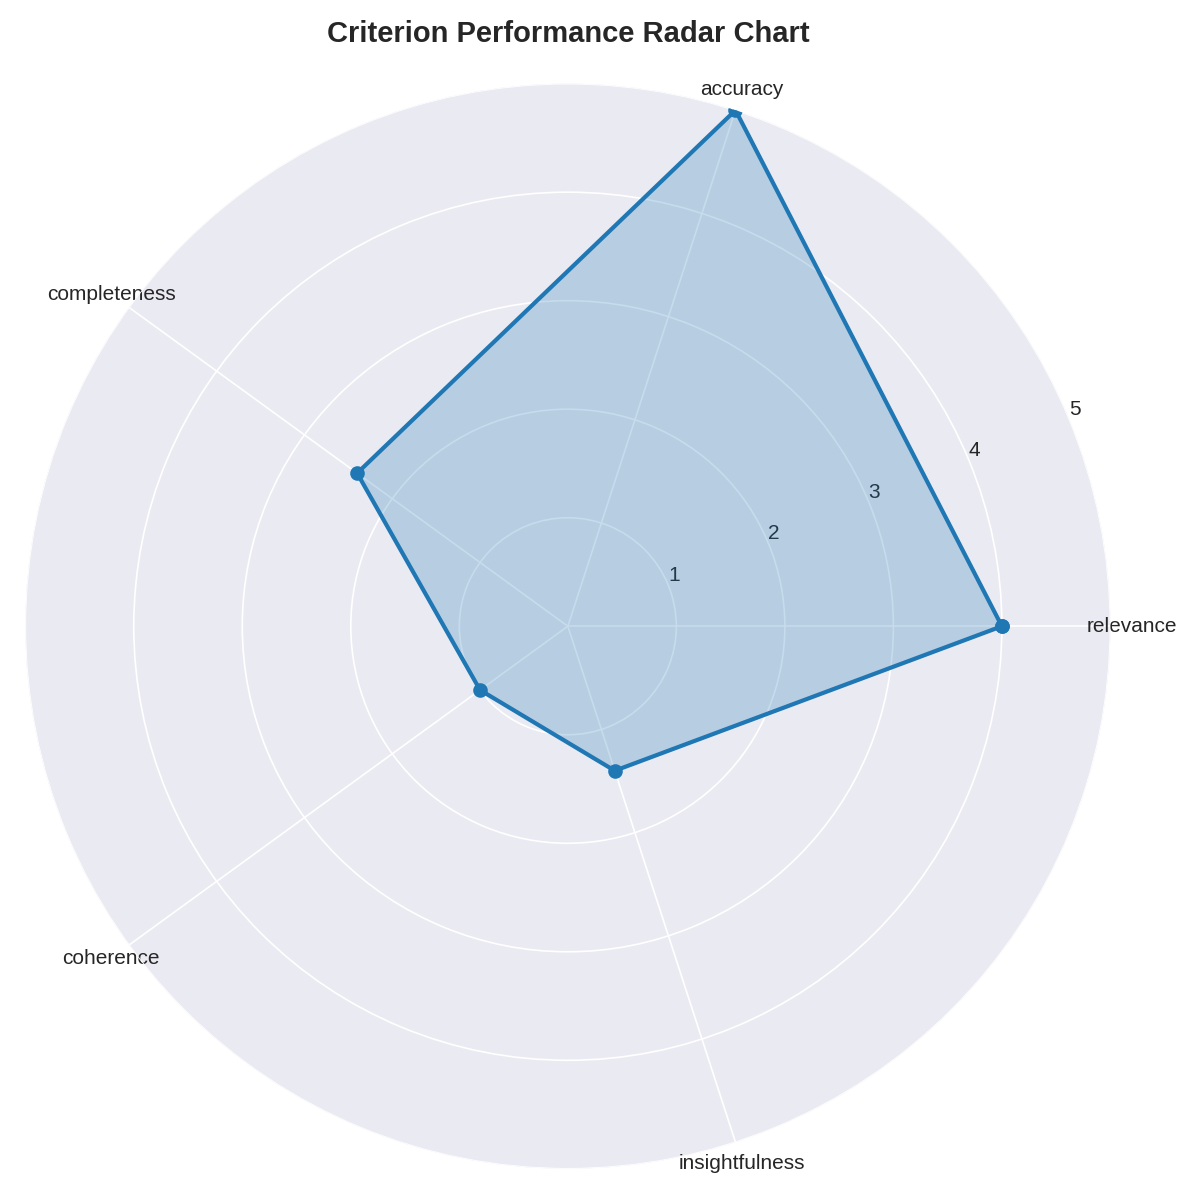 Criterion Performance Radar Chart
accuracy
completeness
5
4
3
2
1
relevance
coherence
insightfulness